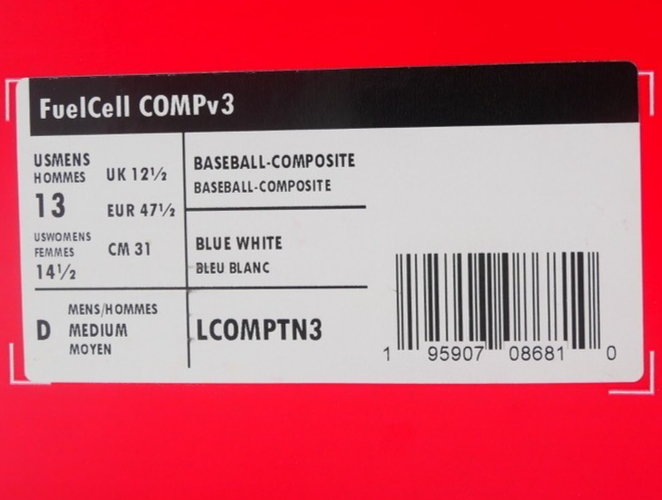 FuelCell COMPv3
USMENS
HOMMES
13
UK 12½
EUR 47½
USWOMENS
FEMMES
14½
CM 31
BASEBALL-COMPOSITE
BASEBALL-COMPOSITE
BLUE WHITE
BLEU BLANC
D
MENS/HOMMES
MEDIUM
MOYEN
LCOMPTN3
1 95907 08681 0